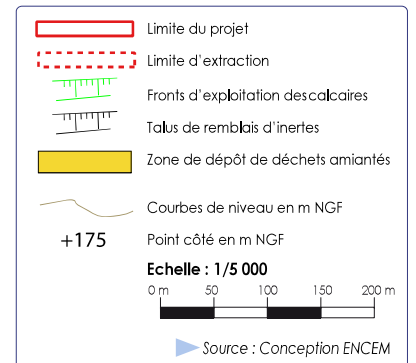 Limite du projet
Limite d'extraction
Fronts d'exploitation descalcaires
Talus de remblais d'inertes
Zone de dépôt de déchets amiantés
Courbes de niveau en m NGF
+175 Point côté en m NGF
Echelle : 1/5 000
0 m 50 100 150 200 m
Source : Conception ENCEM